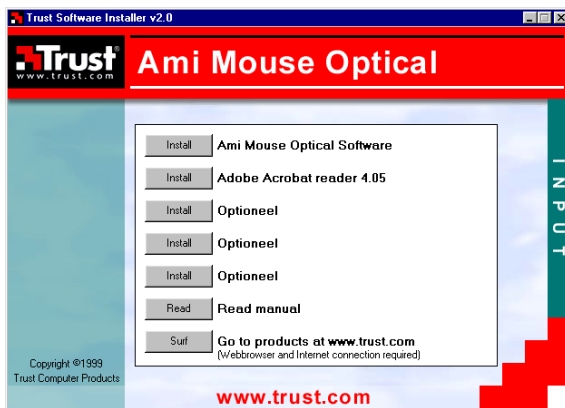 Trust Software Installer v2.0
Trust
www.trust.com
Ami Mouse Optical
Install Ami Mouse Optical Software
Install Adobe Acrobat reader 4.05
Install Optioneel
Install Optioneel
Install Optioneel
Read Read manual
Surf Go to products at www.trust.com
(Webbrowser and Internet connection required)
INPUT
Copyright ©1999
Trust Computer Products
www.trust.com